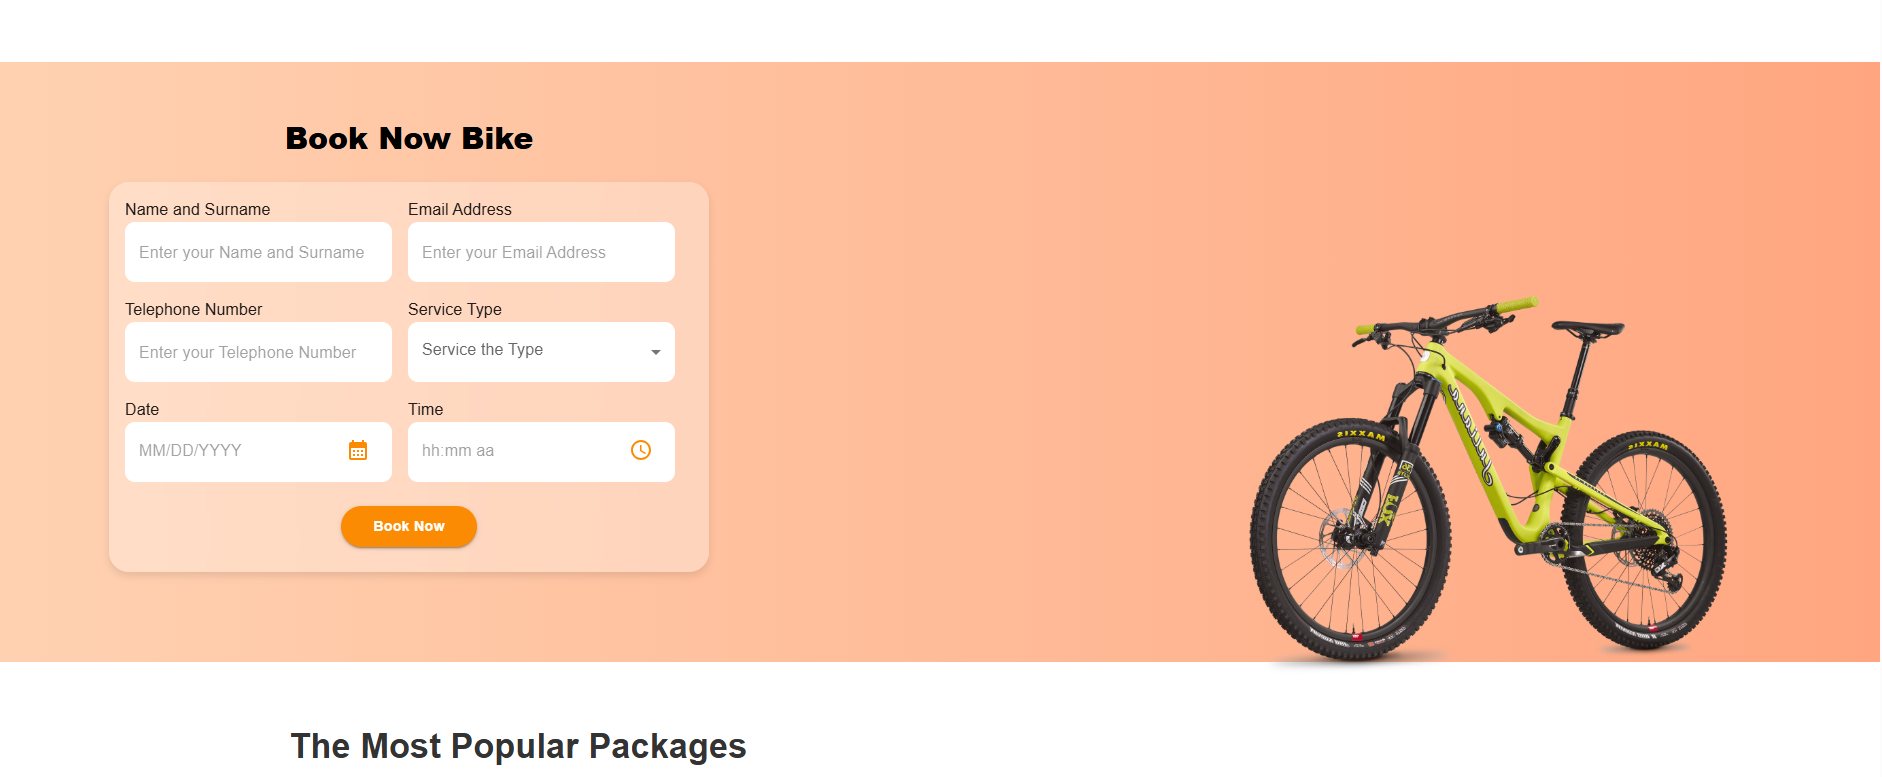 Book Now Bike
Name and Surname
Email Address
Enter your Name and Surname
Enter your Email Address
Telephone Number
Service Type
Enter your Telephone Number
Service the Type
Date
Time
MM/DD/YYYY
hh:mm aa
Book Now
MAXXIS
MAXXIS
The Most Popular Packages